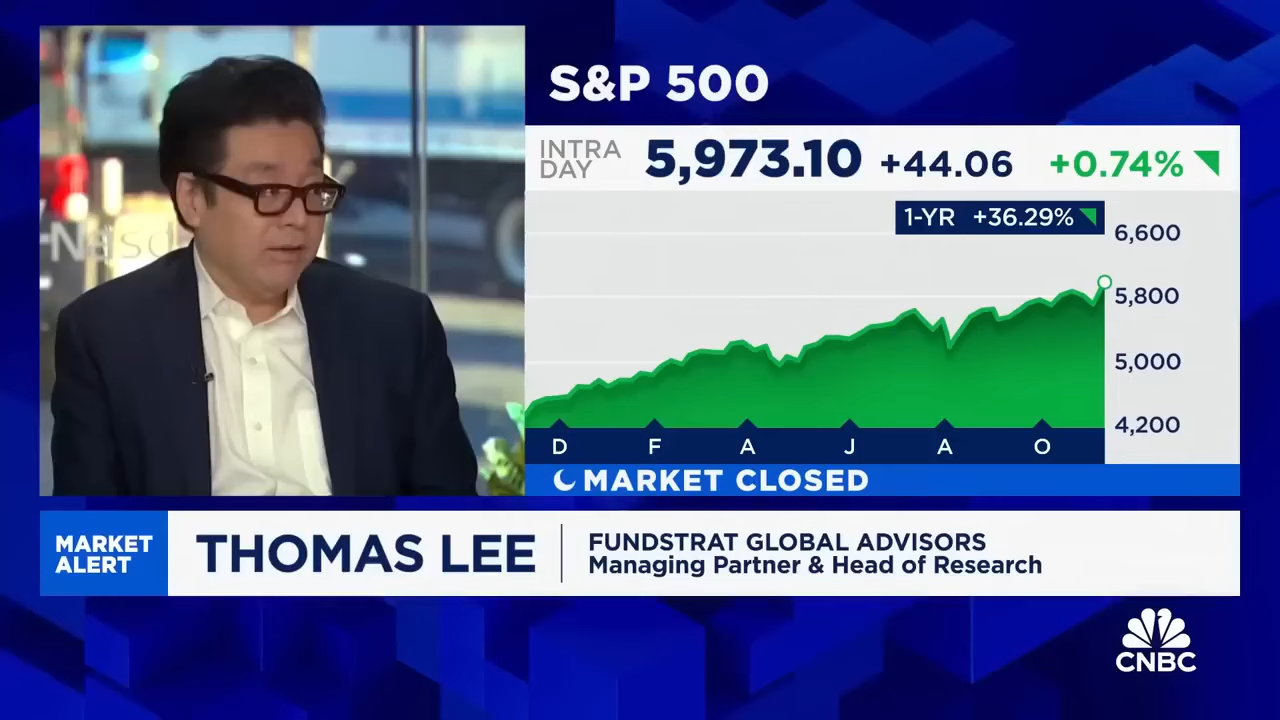 S&P 500
INTRA
DAY
5,973.10 +44.06 +0.74%
1-YR +36.29%
6,600
5,800
5,000
4,200
D F A J A O
MARKET CLOSED
MARKET
ALERT
THOMAS LEE
FUNDSTRAT GLOBAL ADVISORS
Managing Partner & Head of Research
CNBC